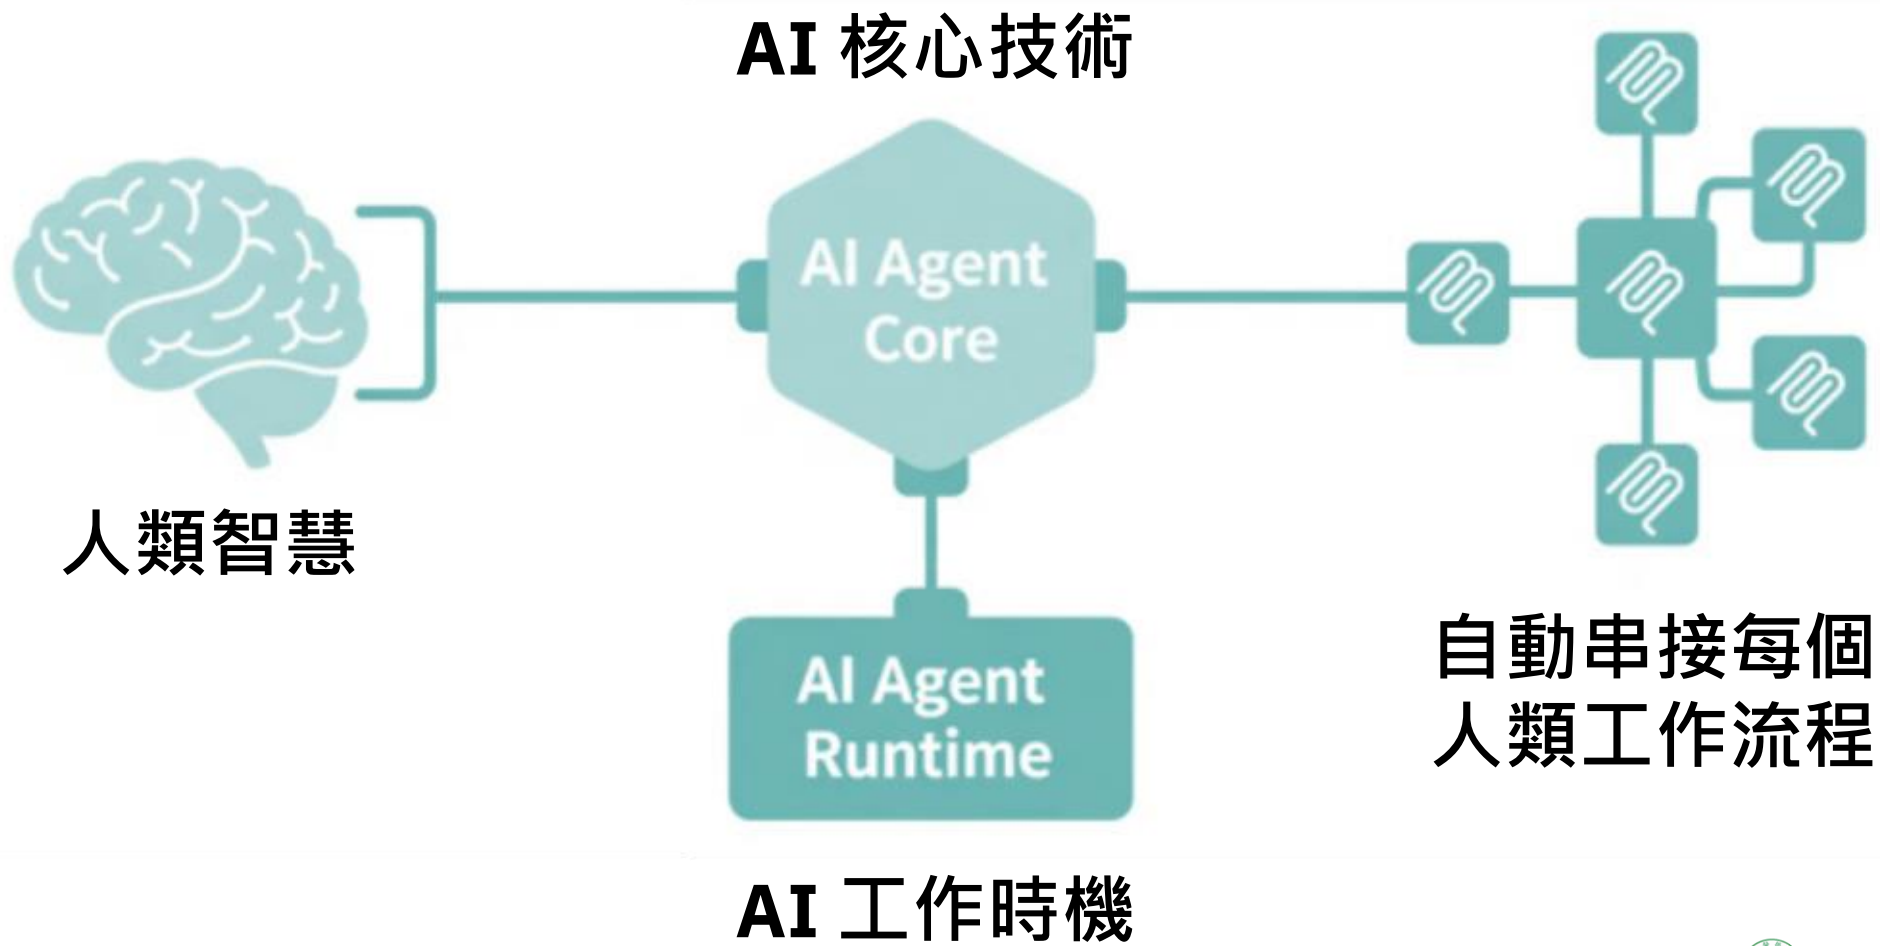 AI 核心技術
AI Agent
Core
人類智慧
自動串接每個
人類工作流程
AI Agent
Runtime
AI 工作時機